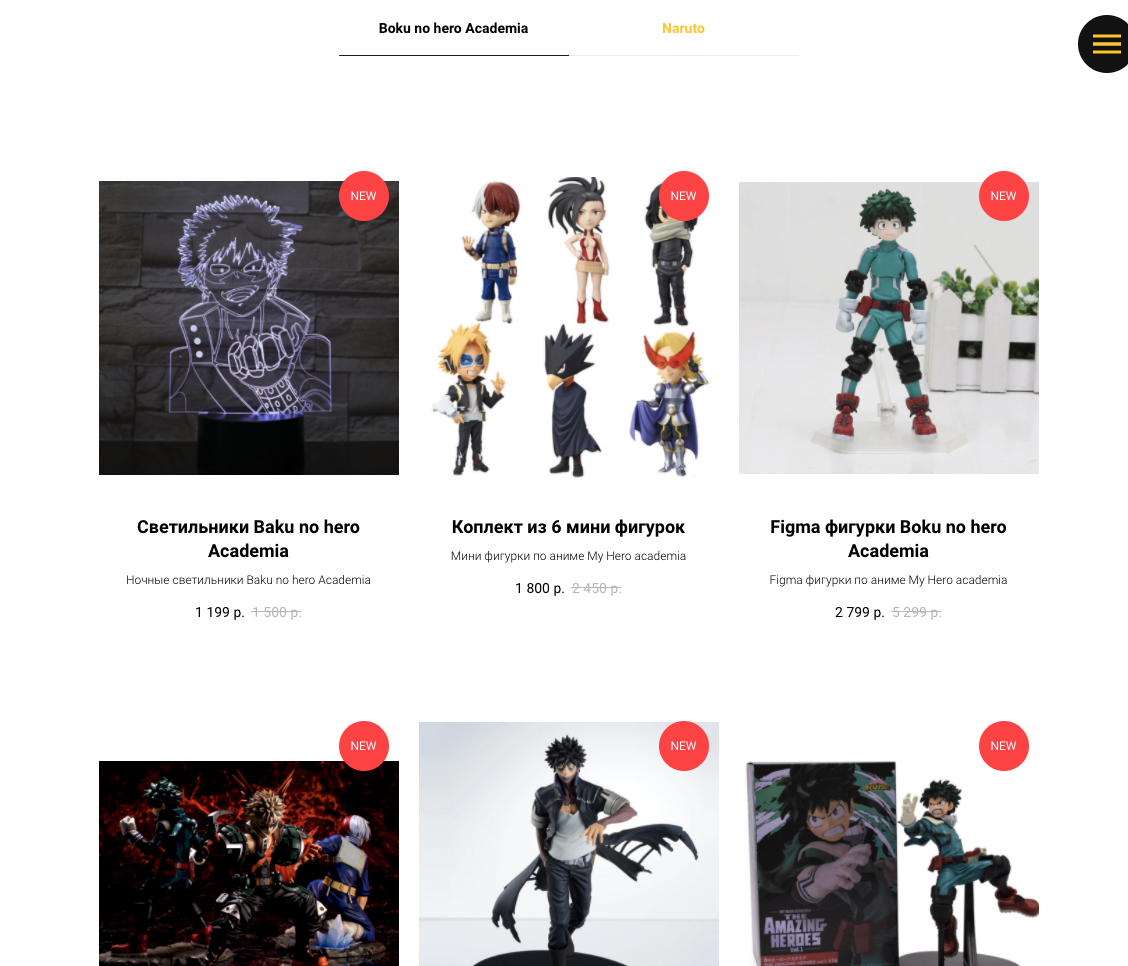 Boku no hero Academia
Naruto
NEW
NEW
NEW
Светильники Baku no hero
Academia
Ночные светильники Baku no hero Academia
1 199 р. 1 500 р.
Коплект из 6 мини фигурок
Мини фигурки по аниме My Hero academia
1 800 р. 2 450 р.
Figma фигурки Boku no hero
Academia
Figma фигурки по аниме My Hero academia
2 799 р. 5 299 р.
NEW
NEW
NEW
THE
AMAZING
HEROES